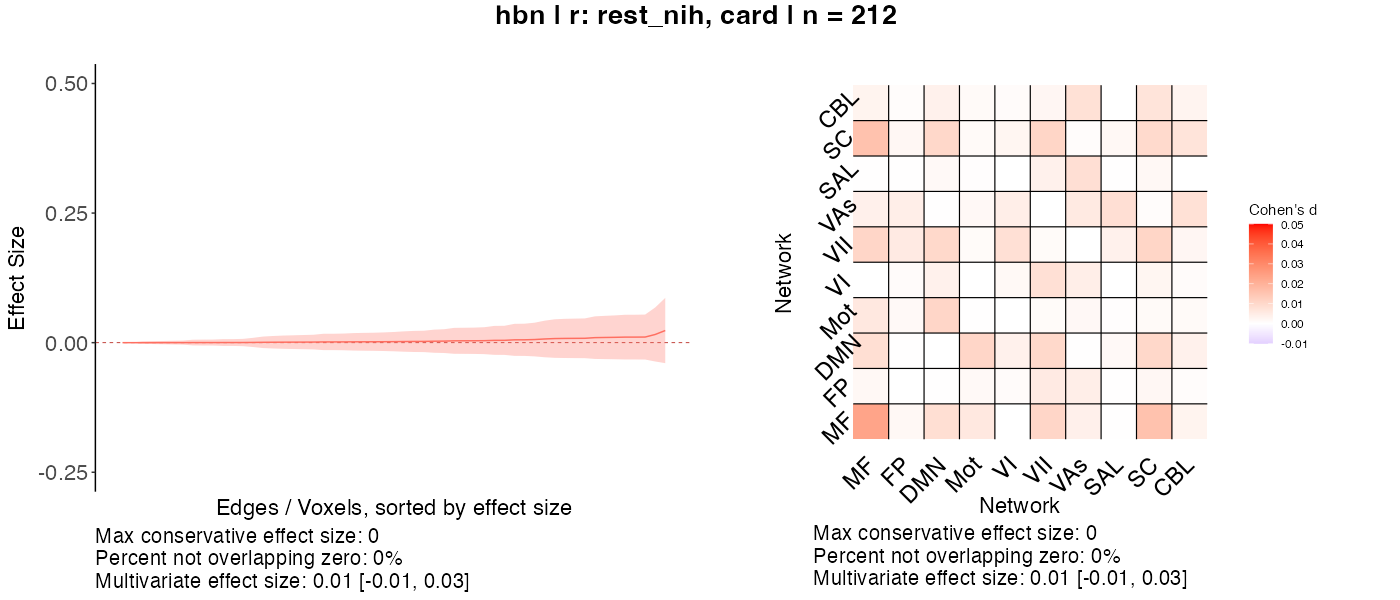 hbn | r: rest_nih, card | n = 212
Effect Size
0.50
0.25
0.00
-0.25
Edges / Voxels, sorted by effect size
Max conservative effect size: 0
Percent not overlapping zero: 0%
Multivariate effect size: 0.01 [-0.01, 0.03]
Network
CBL
SC
SAL
VAs
VII
VI
Mot
DMN
FP
MF
MF
FP
DMN
Mot
VI
VII
VAs
SAL
SC
CBL
Network
Max conservative effect size: 0
Percent not overlapping zero: 0%
Multivariate effect size: 0.01 [-0.01, 0.03]
Cohen's d
0.05
0.04
0.03
0.02
0.01
0.00
-0.01